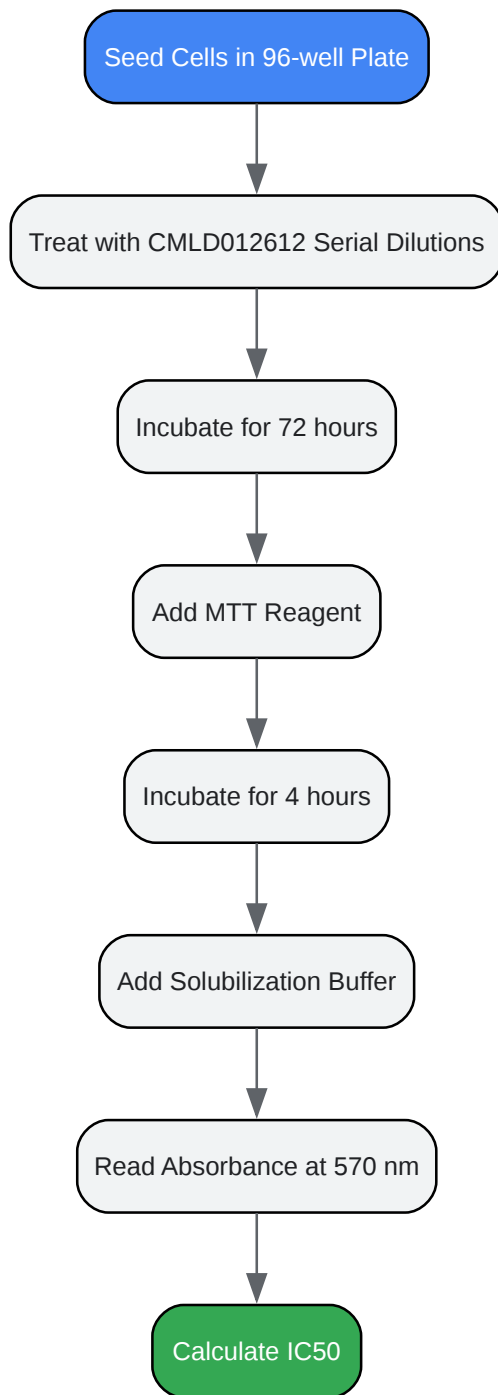 Seed Cells in 96-well Plate
Treat with CMLD012612 Serial Dilutions
Incubate for 72 hours
Add MTT Reagent
Incubate for 4 hours
Add Solubilization Buffer
Read Absorbance at 570 nm
Calculate IC50